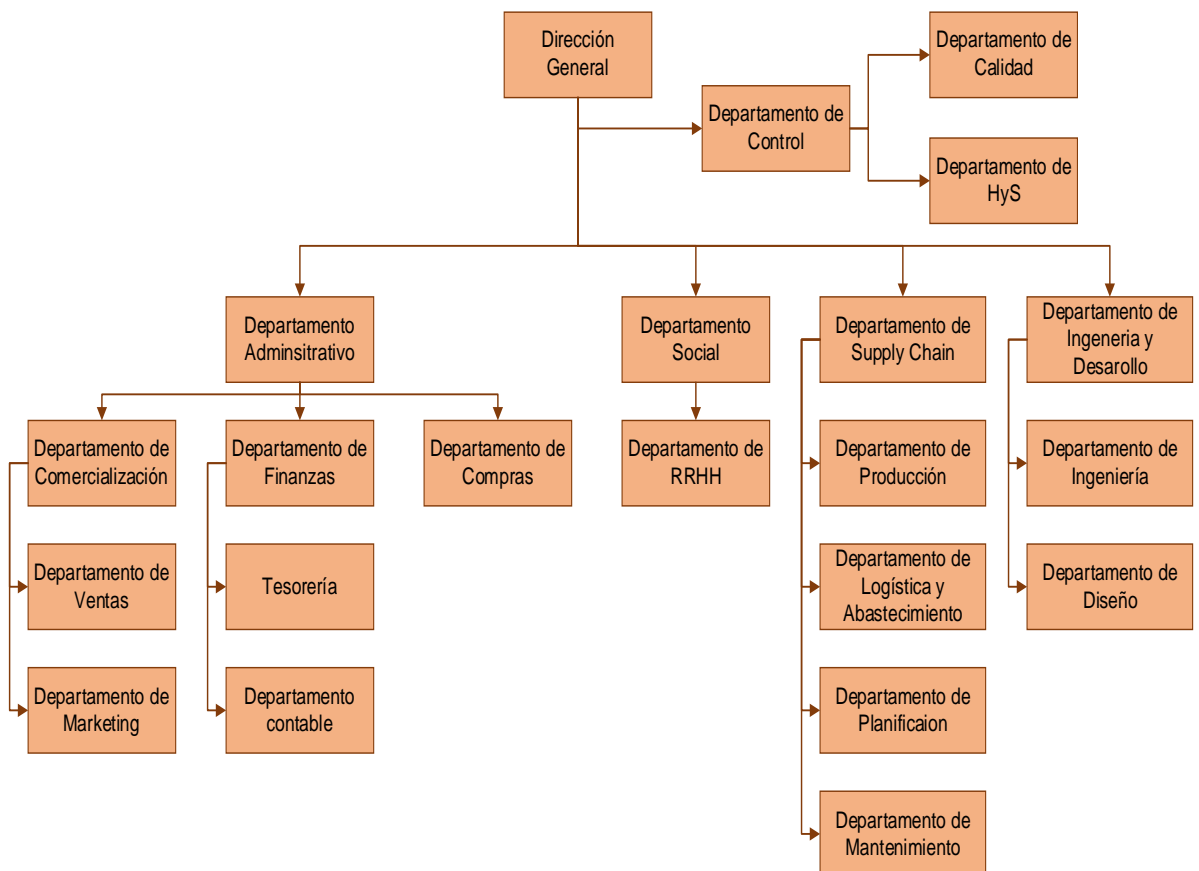 Dirección
General
Departamento de
Calidad
Departamento de
Control
Departamento de
HyS
Departamento
Adminsitrativo
Departamento
Social
Departamento de
Supply Chain
Departamento de
Ingeneria y
Desarollo
Departamento de
Comercialización
Departamento de
Finanzas
Departamento de
Compras
Departamento de
RRHH
Departamento de
Producción
Departamento de
Ingeniería
Departamento de
Ventas
Tesorería
Departamento de
Logística y
Abastecimiento
Departamento de
Diseño
Departamento de
Marketing
Departamento
contable
Departamento de
Planificaion
Departamento de
Mantenimiento